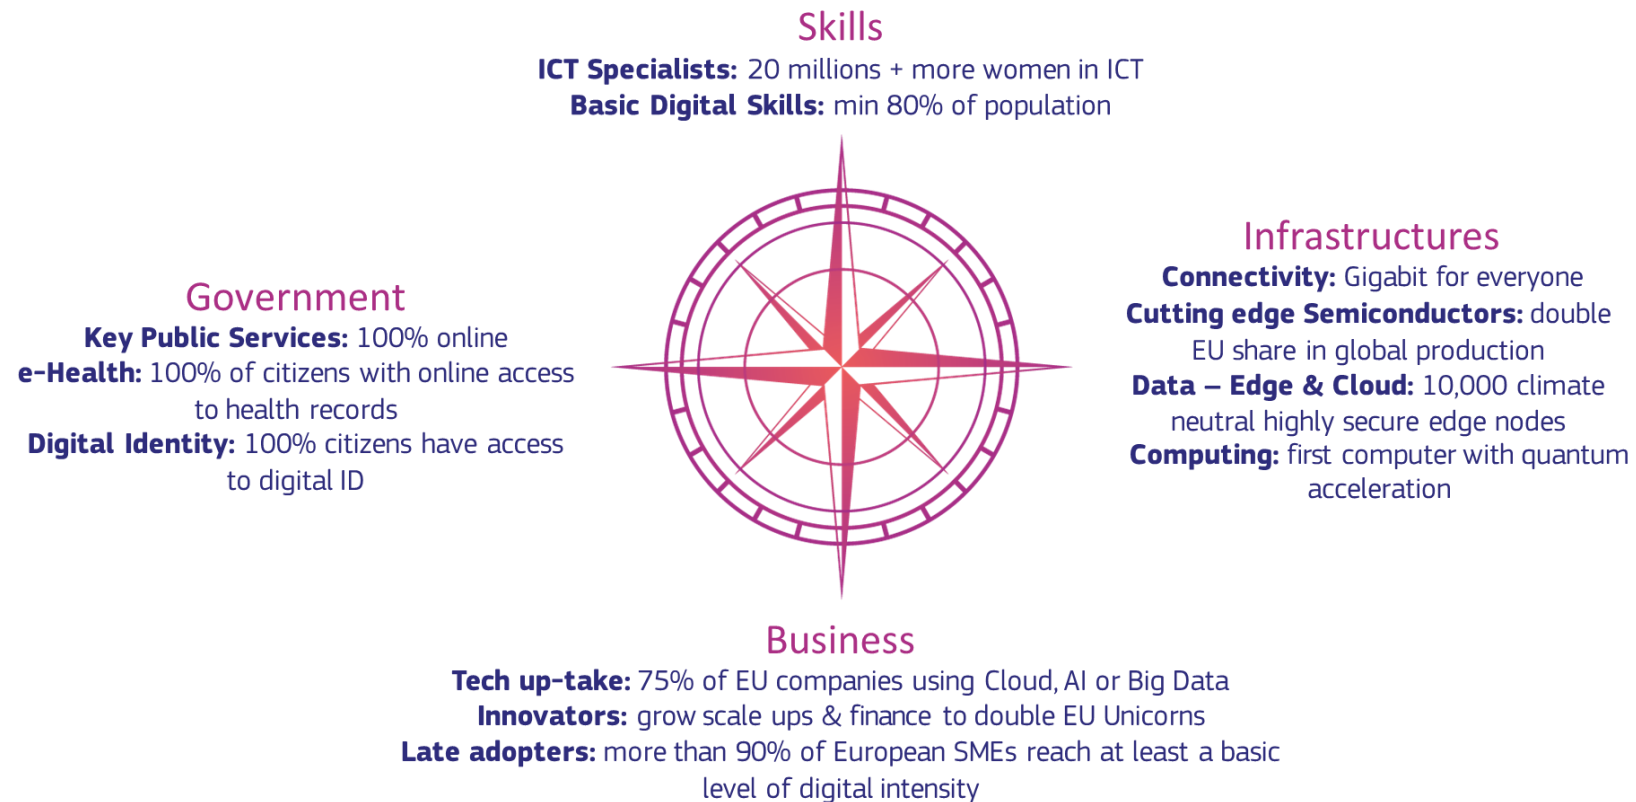 Skills
ICT Specialists: 20 millions + more women in ICT
Basic Digital Skills: min 80% of population
Government
Key Public Services: 100% online
e-Health: 100% of citizens with online access
to health records
Digital Identity: 100% citizens have access
to digital ID
Infrastructures
Connectivity: Gigabit for everyone
Cutting edge Semiconductors: double
EU share in global production
Data – Edge & Cloud: 10,000 climate
neutral highly secure edge nodes
Computing: first computer with quantum
acceleration
Business
Tech up-take: 75% of EU companies using Cloud, AI or Big Data
Innovators: grow scale ups & finance to double EU Unicorns
Late adopters: more than 90% of European SMEs reach at least a basic
level of digital intensity